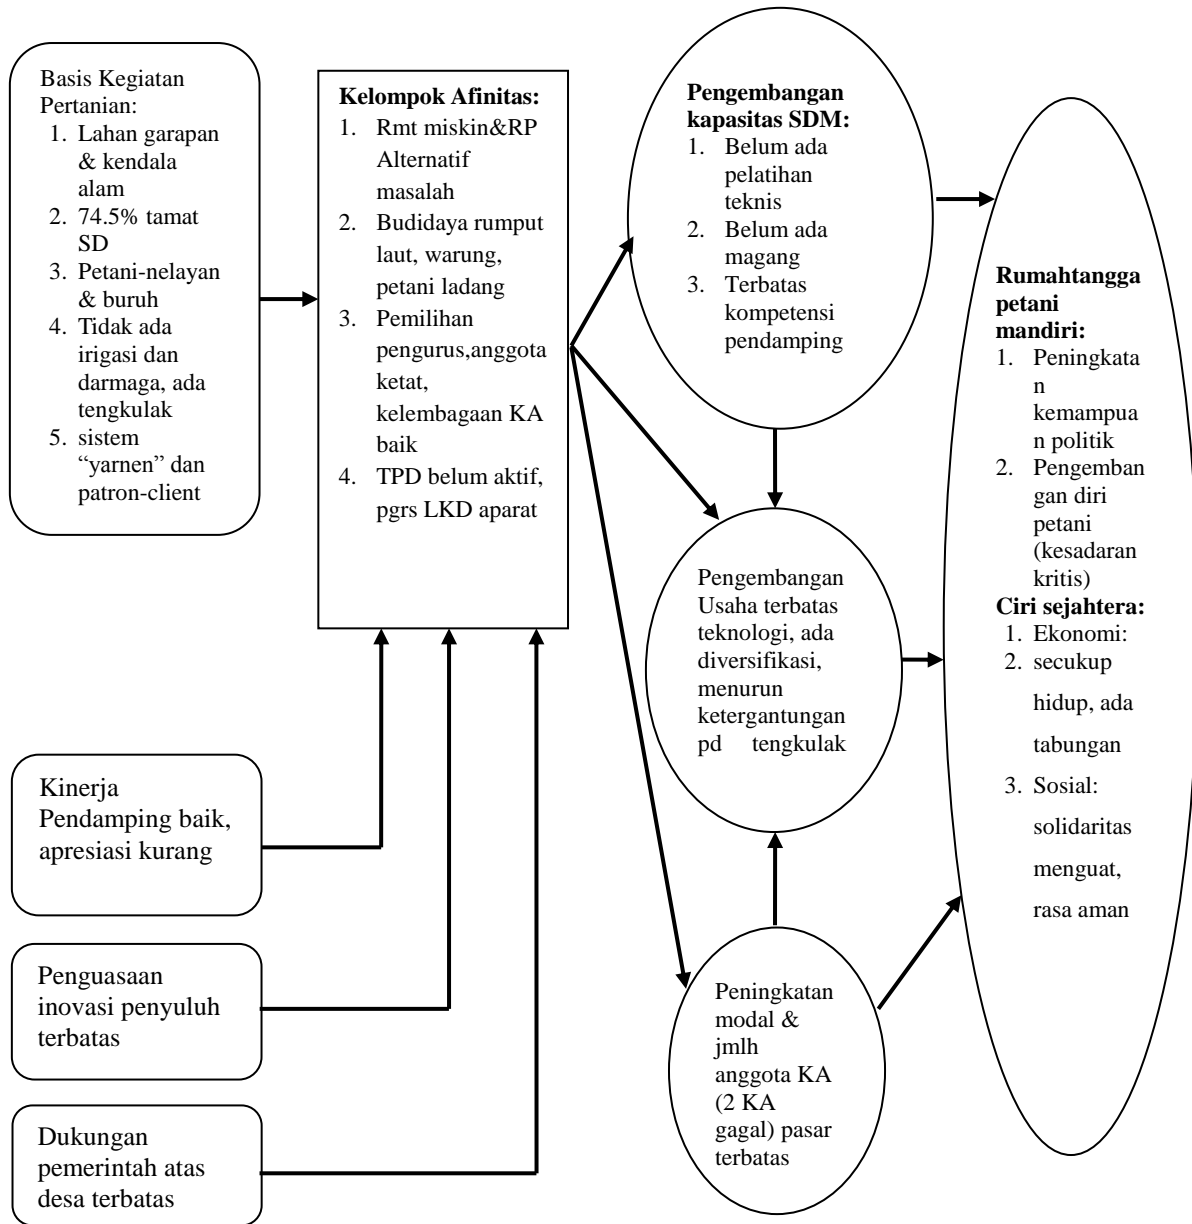 Basis Kegiatan
Pertanian:
1. Lahan garapan
& kendala
alam
2. 74.5% tamat
SD
3. Petani-nelayan
& buruh
4. Tidak ada
irigasi dan
darmaga, ada
tengkulak
5. sistem
“yarnen” dan
patron-client
Kelompok Afinitas:
1. Rmt miskin&RP
Alternatif
masalah
2. Budidaya rumput
laut, warung,
petani ladang
3. Pemilihan
pengurus,anggota
ketat,
kelembagaan KA
baik
4. TPD belum aktif,
pgrs LKD aparat
Pengembangan
kapasitas SDM:
1. Belum ada
pelatihan
teknis
2. Belum ada
magang
3. Terbatas
kompetensi
pendamping
Pengembangan
Usaha terbatas
teknologi, ada
diversifikasi,
menurun
ketergantungan
pd tengkulak
Peningkatan
modal &
jmlh
anggota KA
(2 KA
gagal) pasar
terbatas
Rumahtangga
petani
mandiri:
1. Peningkata
n
kemampua
n politik
2. Pengemban
gan diri
petani
(kesadaran
kritis)
Ciri sejahtera:
1. Ekonomi:
2. secukup
hidup, ada
tabungan
3. Sosial:
solidaritas
menguat,
rasa aman
Kinerja
Pendamping baik,
apresiasi kurang
Penguasaan
inovasi penyuluh
terbatas
Dukungan
pemerintah atas
desa terbatas